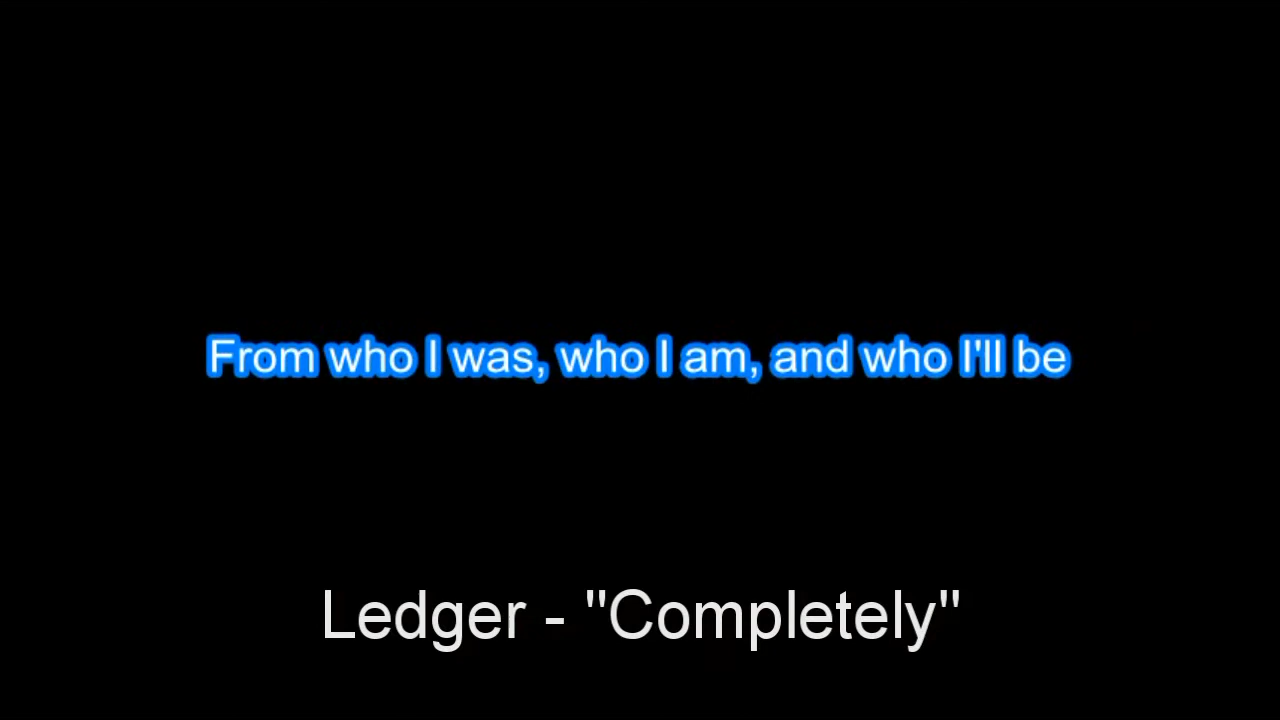 From who I was, who I am, and who I'll be
Ledger - "Completely"